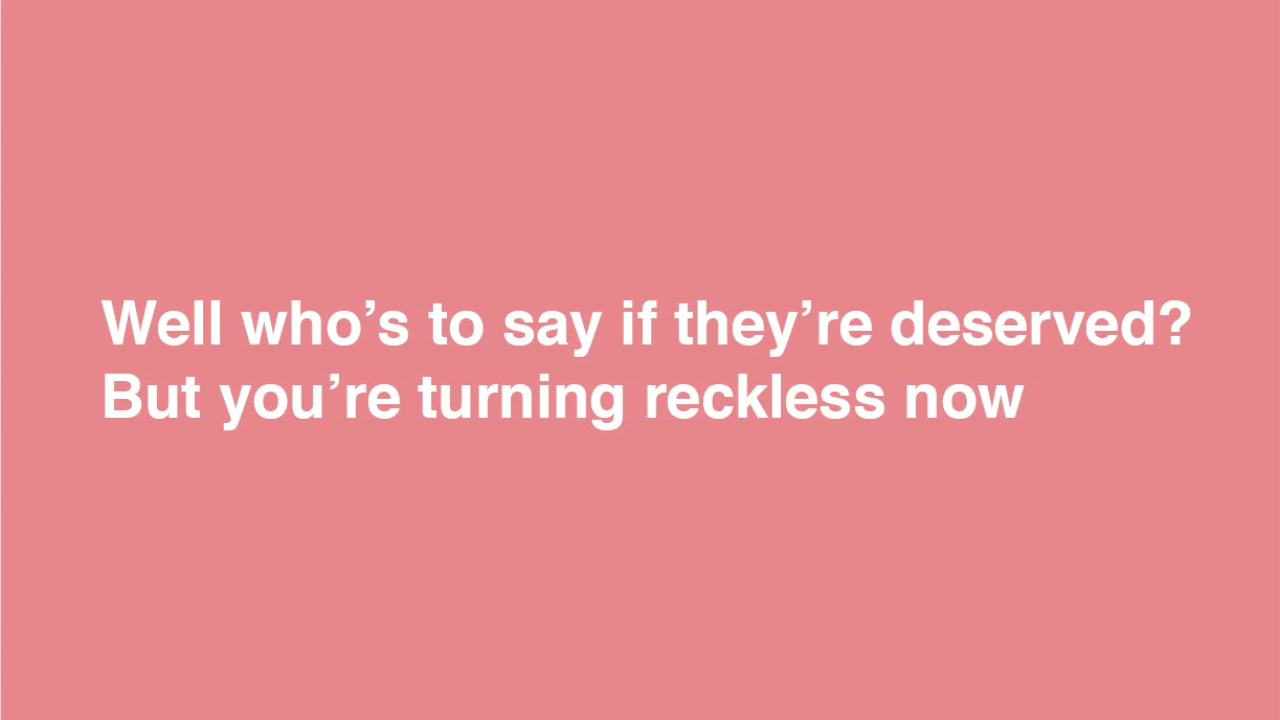 Well who’s to say if they’re deserved?
But you’re turning reckless now